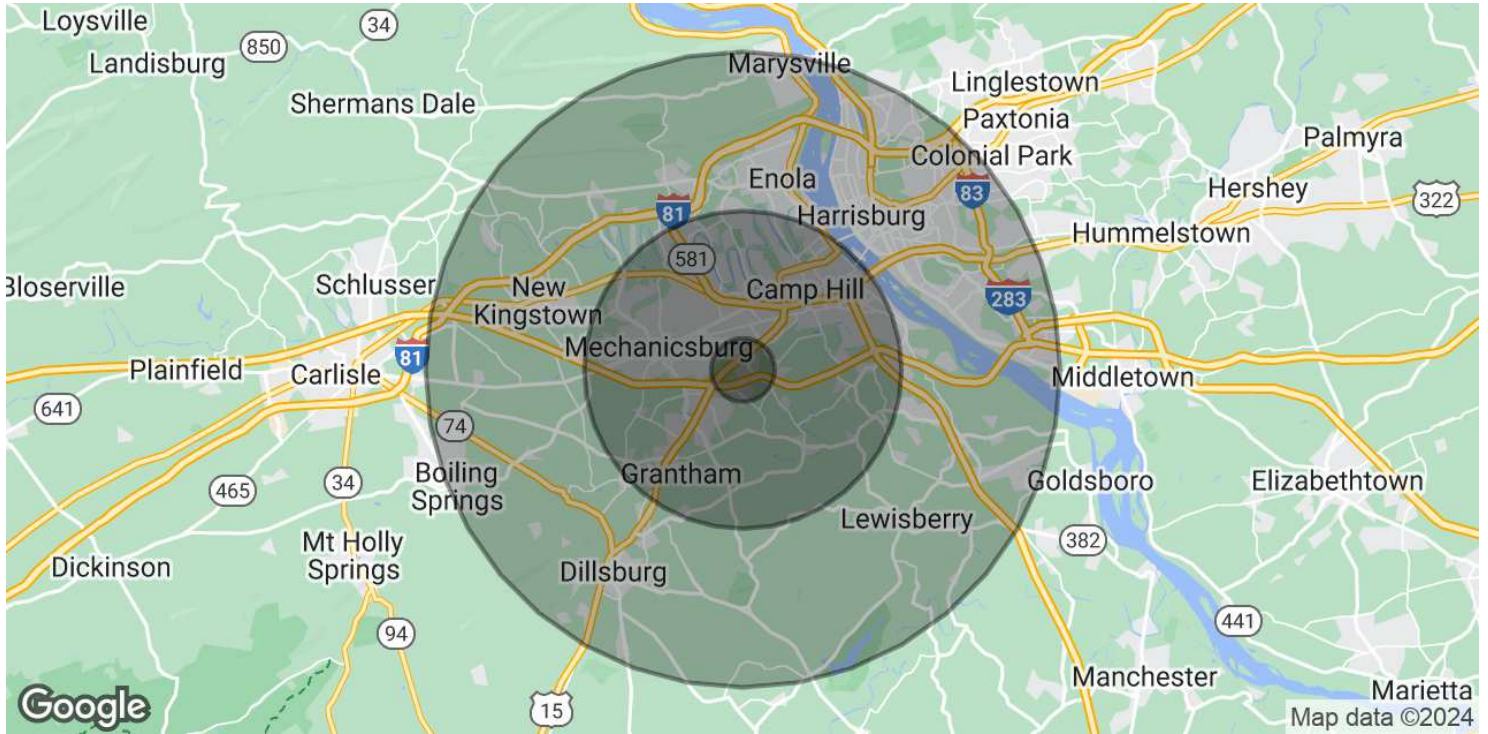 Loysville
34
850
Landisburg
Marysville
Linglestown
Shermans Dale
Paxtonia
Palmyra
Colonial Park
Enola
83
Hershey
322
81
Harrisburg
Hummelstown
581
Bloserville
Schlusser
New
Kingstown
Camp Hill
283
Mechanicsburg
81
Plainfield
Carlisle
Middletown
641
74
Boiling
Springs
Grantham
Goldsboro
Elizabethtown
465
34
Lewisberry
382
Mt Holly
Springs
Dickinson
Dillsburg
94
441
Manchester
Marietta
Google
15
Map data ©2024